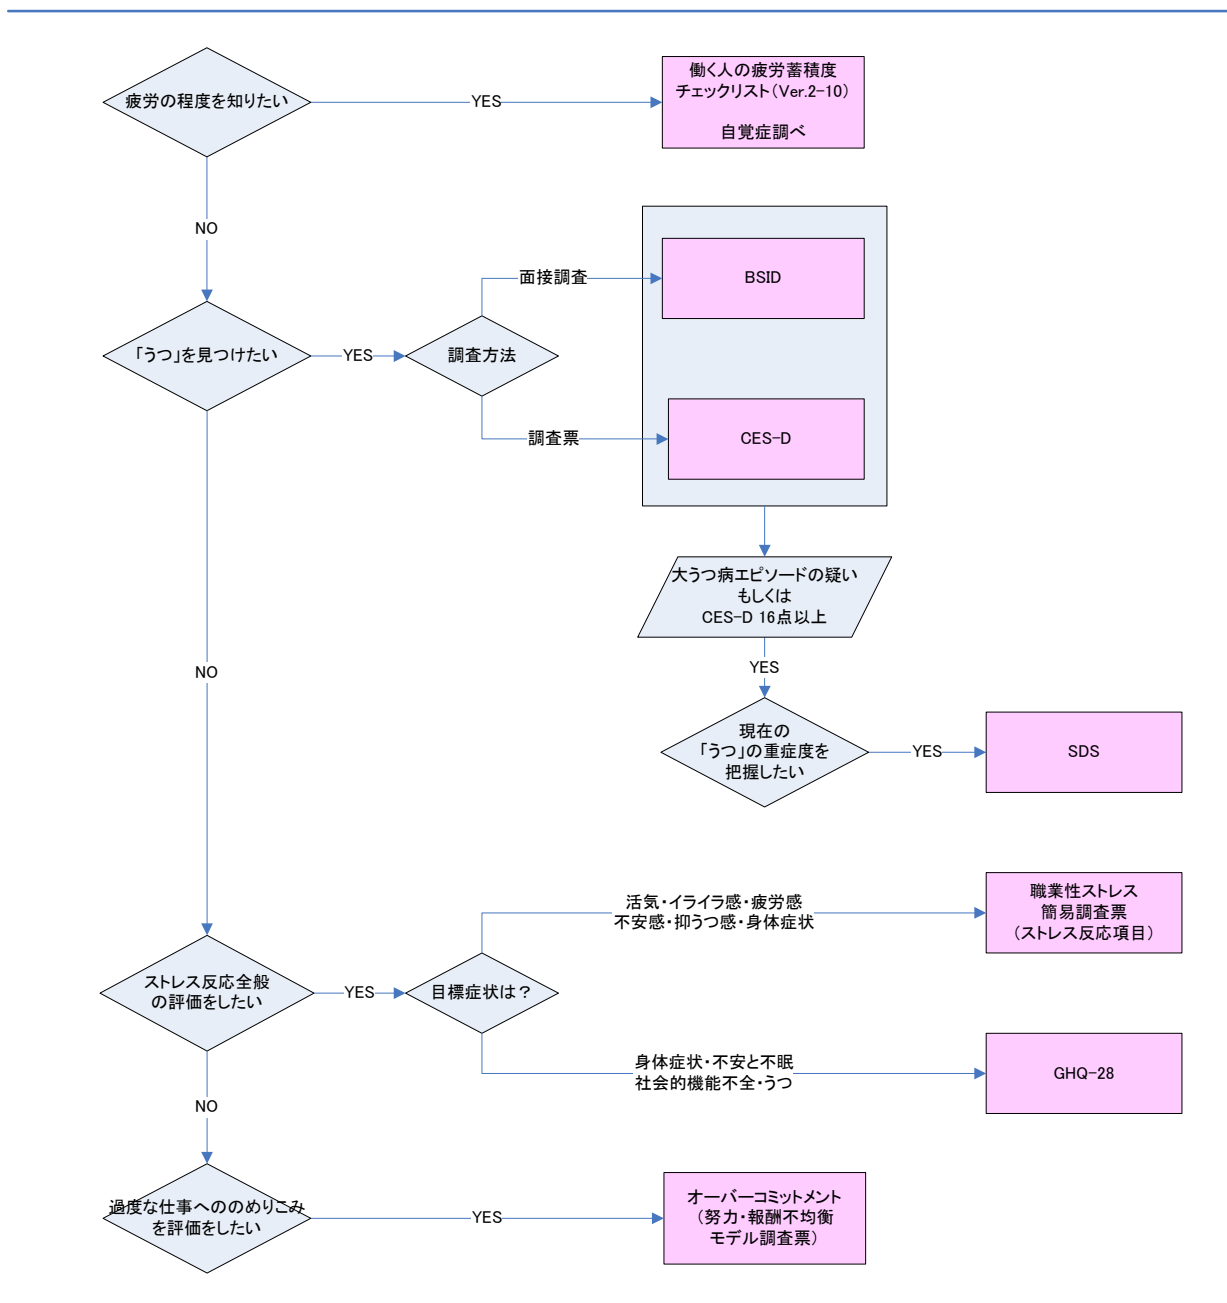 疲労の程度を知りたい
YES
働く人の疲労蓄積度
チェックリスト(Ver.2-10)
自覚症調べ
NO
「うつ」を見つけたい
YES
調査方法
面接調査
BSID
調査票
CES-D
大うつ病エピソードの疑い
もしくは
CES-D 16点以上
YES
現在の
「うつ」の重症度を
把握したい
YES
SDS
NO
ストレス反応全般
の評価をしたい
YES
目標症状は？
活気・イライラ感・疲労感
不安感・抑うつ感・身体症状
職業性ストレス
簡易調査票
（ストレス反応項目）
身体症状・不安と不眠
社会的機能不全・うつ
GHQ-28
NO
過度な仕事へののめりこみ
を評価をしたい
YES
オーバーコミットメント
（努力・報酬不均衡
モデル調査票）